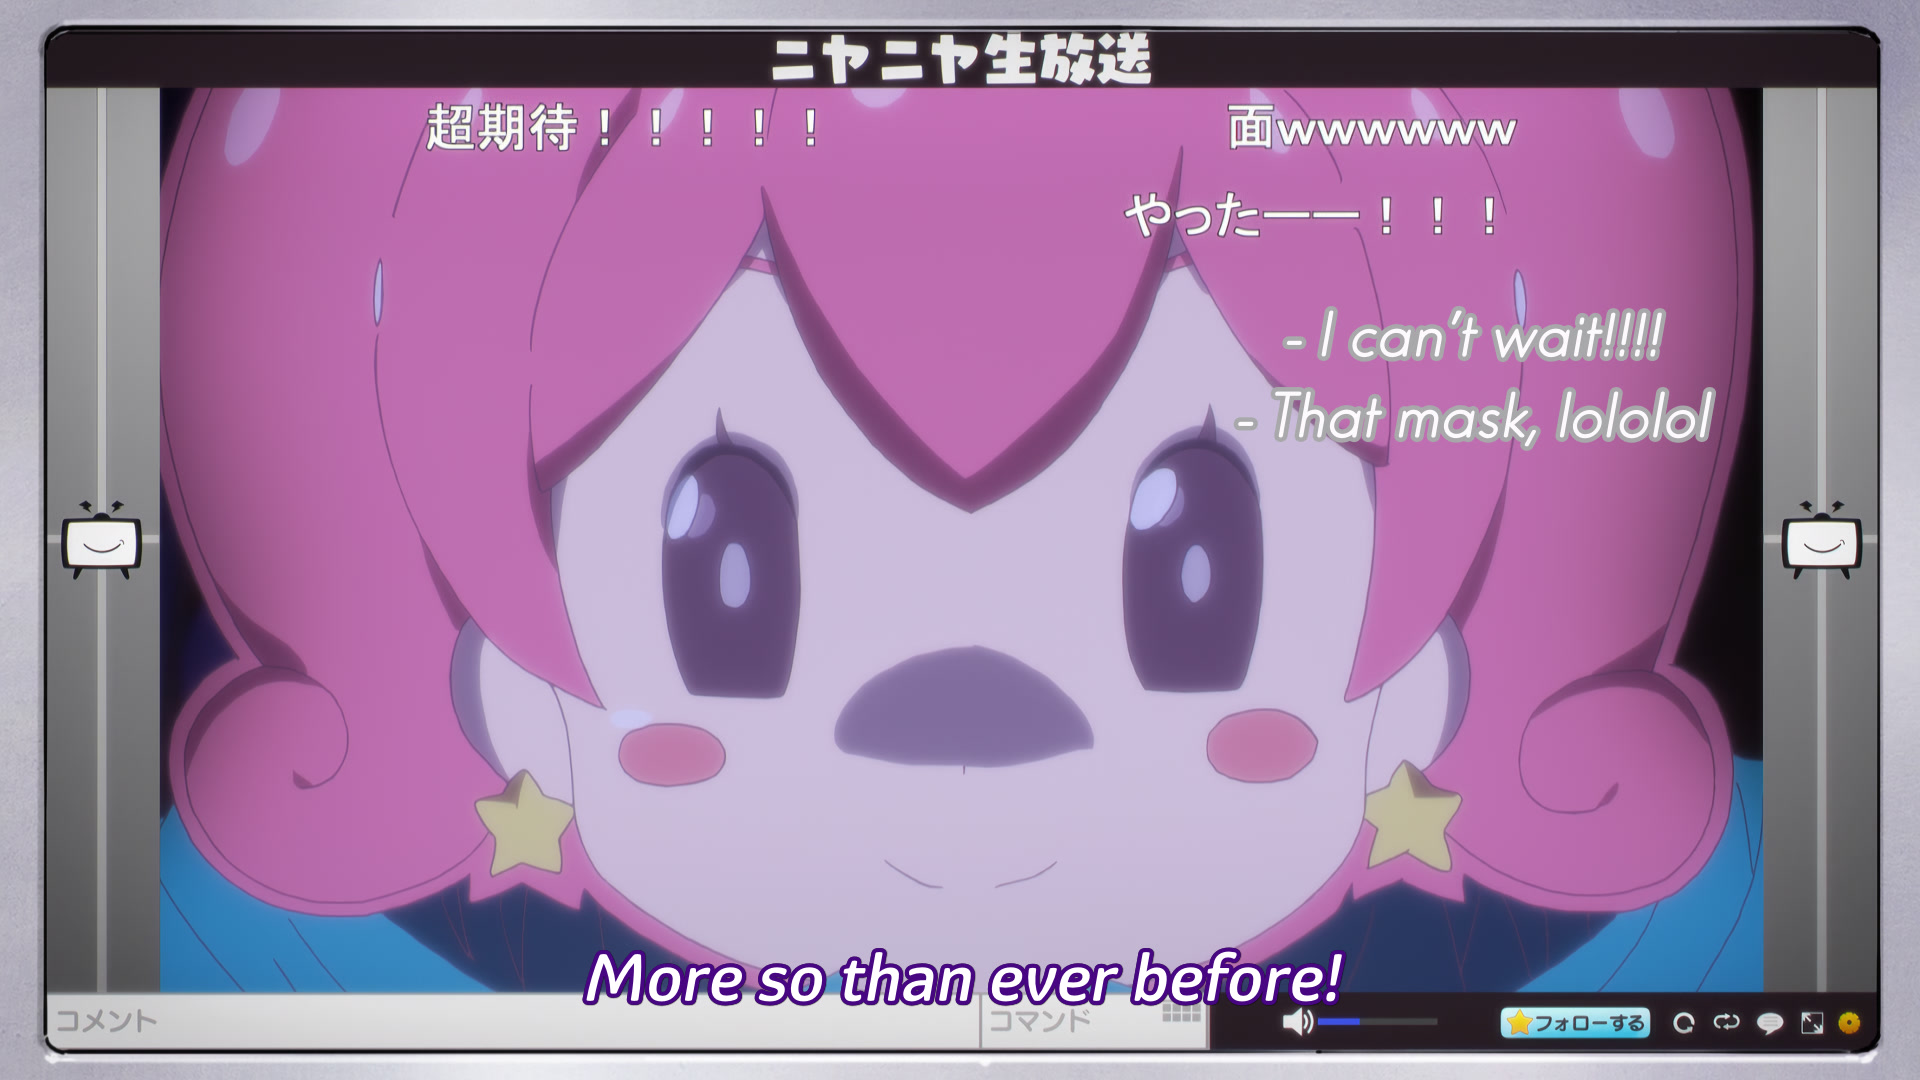 ニヤニヤ生放送
超期待！！！！！
面wwwwww
やったーー！！！
- I can't wait!!!!
- That mask, lololol
More so than ever before!
コメント
コマンド
フォローする